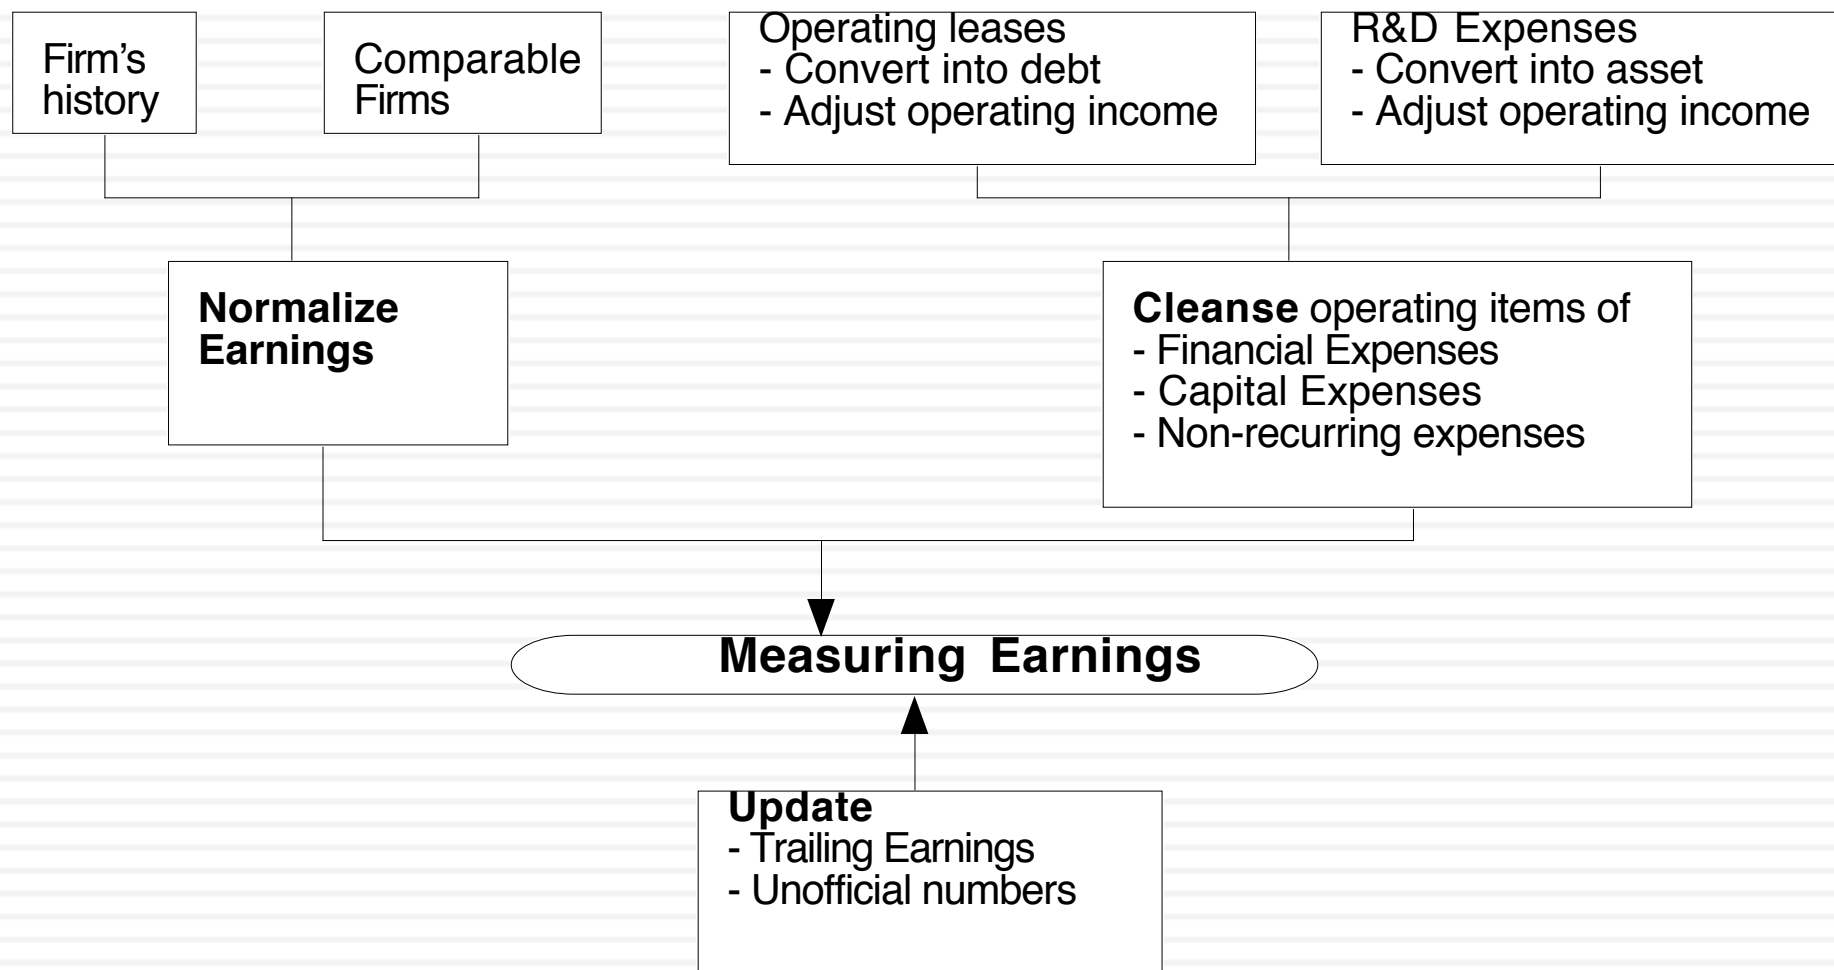 Firm’s
history
Comparable
Firms
Operating leases
- Convert into debt
- Adjust operating income
R&D Expenses
- Convert into asset
- Adjust operating income
Normalize
Earnings
Cleanse operating items of
- Financial Expenses
- Capital Expenses
- Non-recurring expenses
Measuring Earnings
Update
- Trailing Earnings
- Unofficial numbers